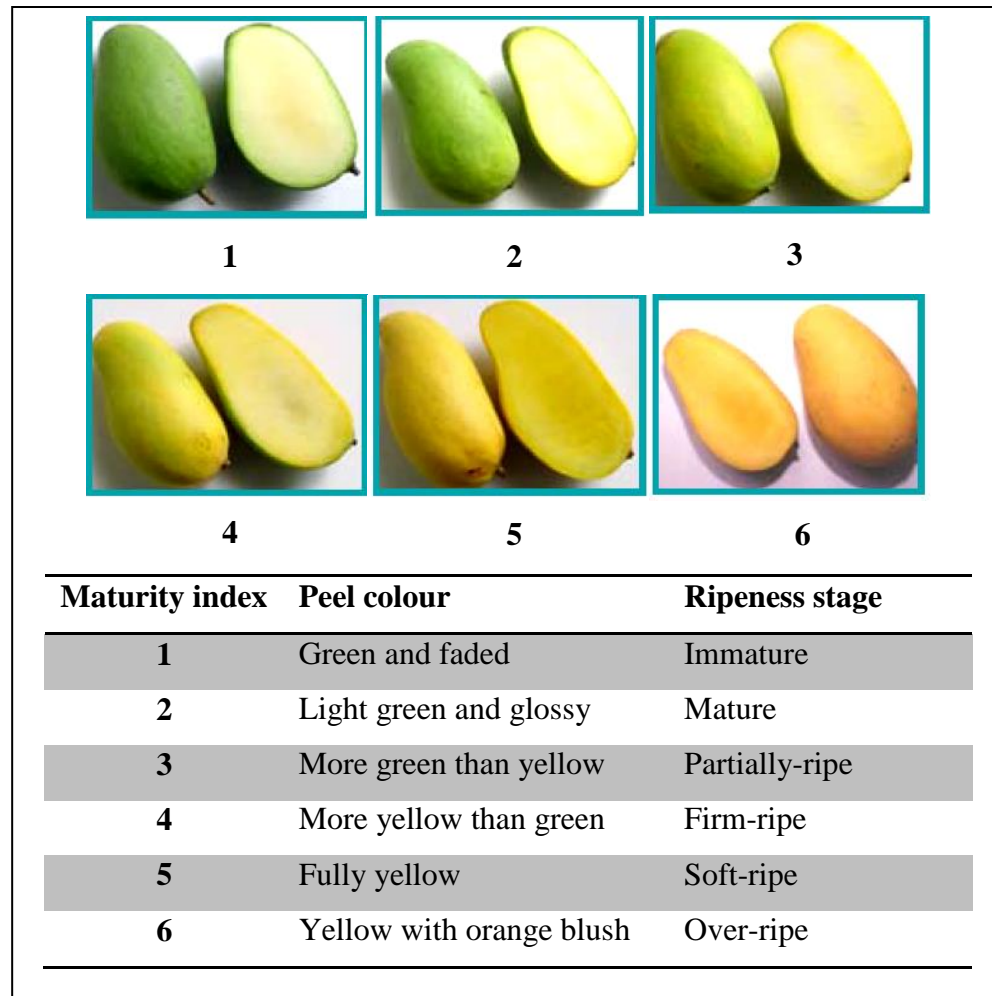 1 2 3
4 5 6
Maturity index Peel colour Ripeness stage
1 Green and faded Immature
2 Light green and glossy Mature
3 More green than yellow Partially-ripe
4 More yellow than green Firm-ripe
5 Fully yellow Soft-ripe
6 Yellow with orange blush Over-ripe